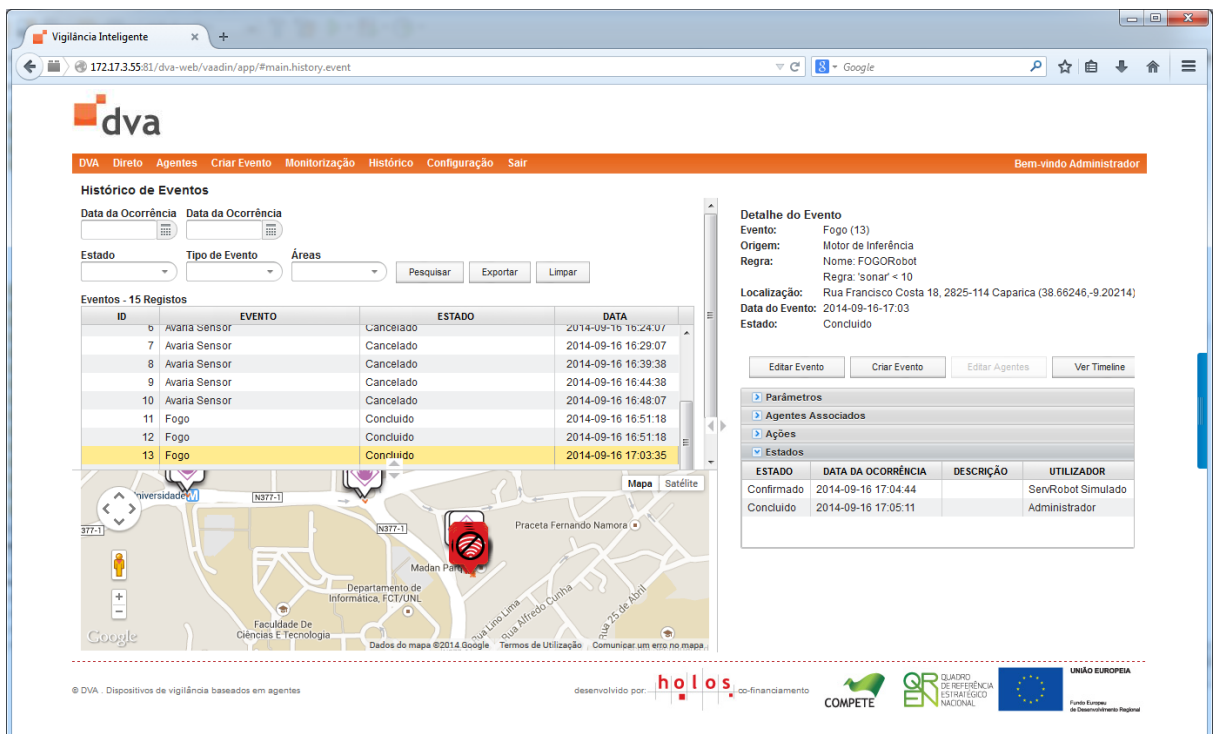 Vigilância Inteligente
172.17.3.55:81/dva-web/vaadin/app/#main.history.event
Google
dva
DVA Direto Agentes Criar Evento Monitorização Histórico Configuração Sair Bem-vindo Administrador
Histórico de Eventos
Data da Ocorrência Data da Ocorrência
Estado Tipo de Evento Áreas
Pesquisar Exportar Limpar
Eventos - 15 Registos
ID EVENTO ESTADO DATA
6 Avaria Sensor Cancelado 2014-09-16 16:24:07
7 Avaria Sensor Cancelado 2014-09-16 16:29:07
8 Avaria Sensor Cancelado 2014-09-16 16:39:38
9 Avaria Sensor Cancelado 2014-09-16 16:44:38
10 Avaria Sensor Cancelado 2014-09-16 16:48:07
11 Fogo Concluido 2014-09-16 16:51:18
12 Fogo Concluido 2014-09-16 16:51:18
13 Fogo Concluido 2014-09-16 17:03:35
Mapa Satélite
N377-1
377-1
N377-1
Praceta Fernando Namora
Departamento de
Informática, FCT/UNL
Rua Lino Lima
Rua Alfredo Cunha
Rua 25 de Abril
Faculdade De
Ciências E Tecnologia
Google
Dados do mapa ©2014 Google Termos de Utilização Comunicar um erro no mapa
Detalhe do Evento
Evento: Fogo (13)
Origem: Motor de Inferência
Regra: Nome: FOGORobot
Regra: 'sonar' < 10
Localização: Rua Francisco Costa 18, 2825-114 Caparica (38.66246,-9.20214)
Data do Evento: 2014-09-16-17:03
Estado: Concluido
Editar Evento Criar Evento Editar Agentes Ver Timeline
Parâmetros
Agentes Associados
Ações
Estados
ESTADO DATA DA OCORRÊNCIA DESCRIÇÃO UTILIZADOR
Confirmado 2014-09-16 17:04:44 ServRobot Simulado
Concluido 2014-09-16 17:05:11 Administrador
© DVA . Dispositivos de vigilância baseados em agentes
desenvolvido por: holos co-financiamento
COMPETE
QREN
QUADRO
DE REFERÊNCIA
ESTRATÉGICO
NACIONAL
UNIÃO EUROPEIA
Fundo Europeu
de Desenvolvimento Regional